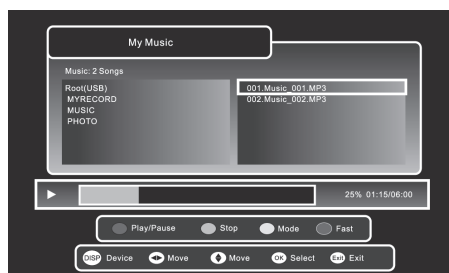 My Music
Music: 2 Songs
Root(USB)
MYRECORD
MUSIC
PHOTO
001.Music_001.MP3
002.Music_002.MP3
25% 01:15/06:00
Play/Pause Stop Mode Fast
DISP Device Move Move OK Select Exit Exit